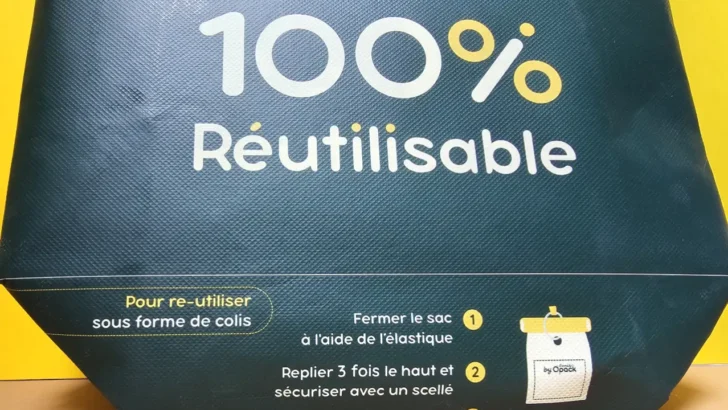 100%
Réutilisable
Pour re-utiliser
sous forme de colis
Fermer le sac 1
à l'aide de l'élastique
Replier 3 fois le haut et 2
sécuriser avec un scellé
by Opack